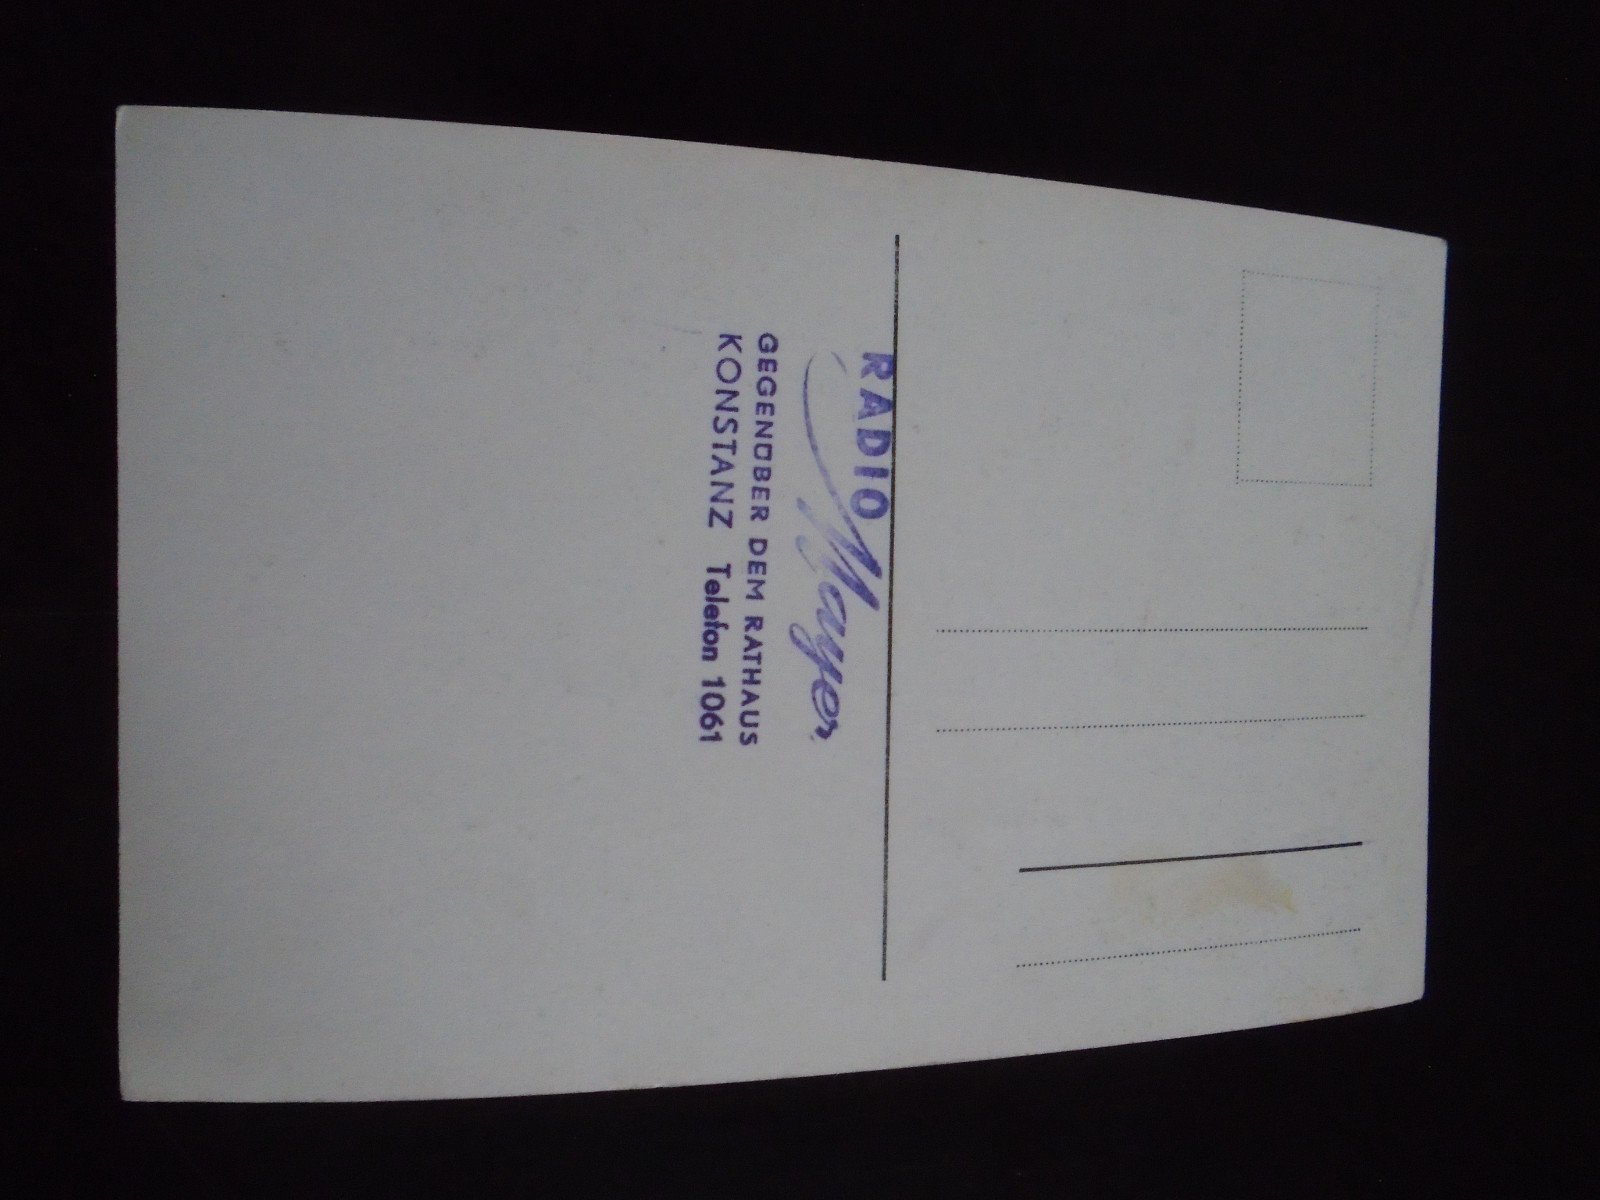 RADIO
Mayer
GEGENÜBER DEM RATHAUS
KONSTANZ Telefon 1061